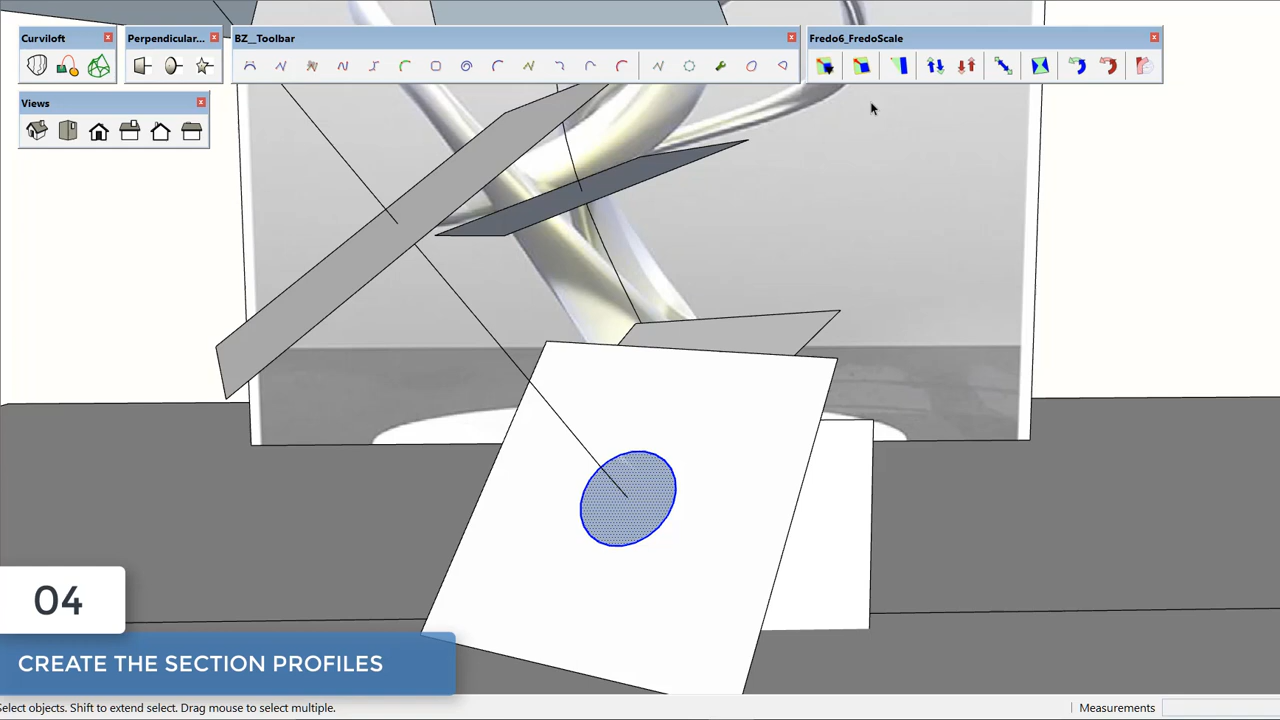 Curviloft
Perpendicular...
BZ__Toolbar
Fredo6_FredoScale
Views
04
CREATE THE SECTION PROFILES
Select objects. Shift to extend select. Drag mouse to select multiple.
Measurements